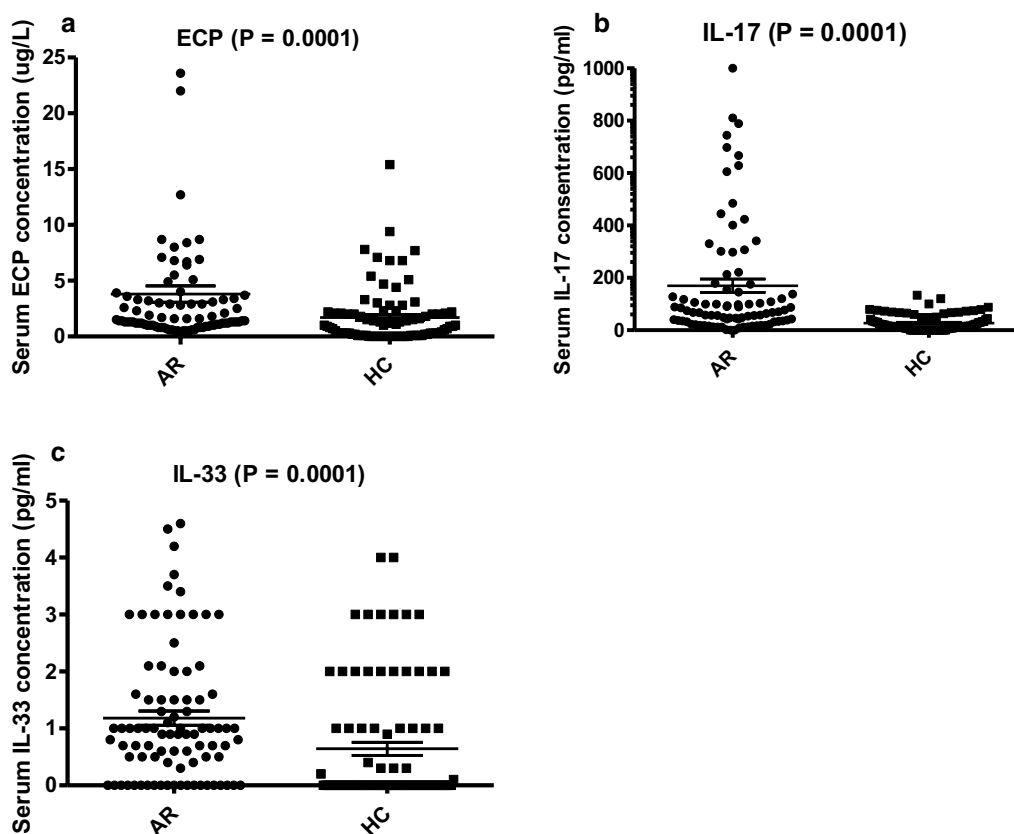 a
ECP (P = 0.0001)
Serum ECP concentration (ug/L)
25
20
15
10
5
0
AR
HC
b
IL-17 (P = 0.0001)
Serum IL-17 consentration (pg/ml)
1000
800
600
400
200
0
AR
HC
c
IL-33 (P = 0.0001)
Serum IL-33 concentration (pg/ml)
5
4
3
2
1
0
AR
HC